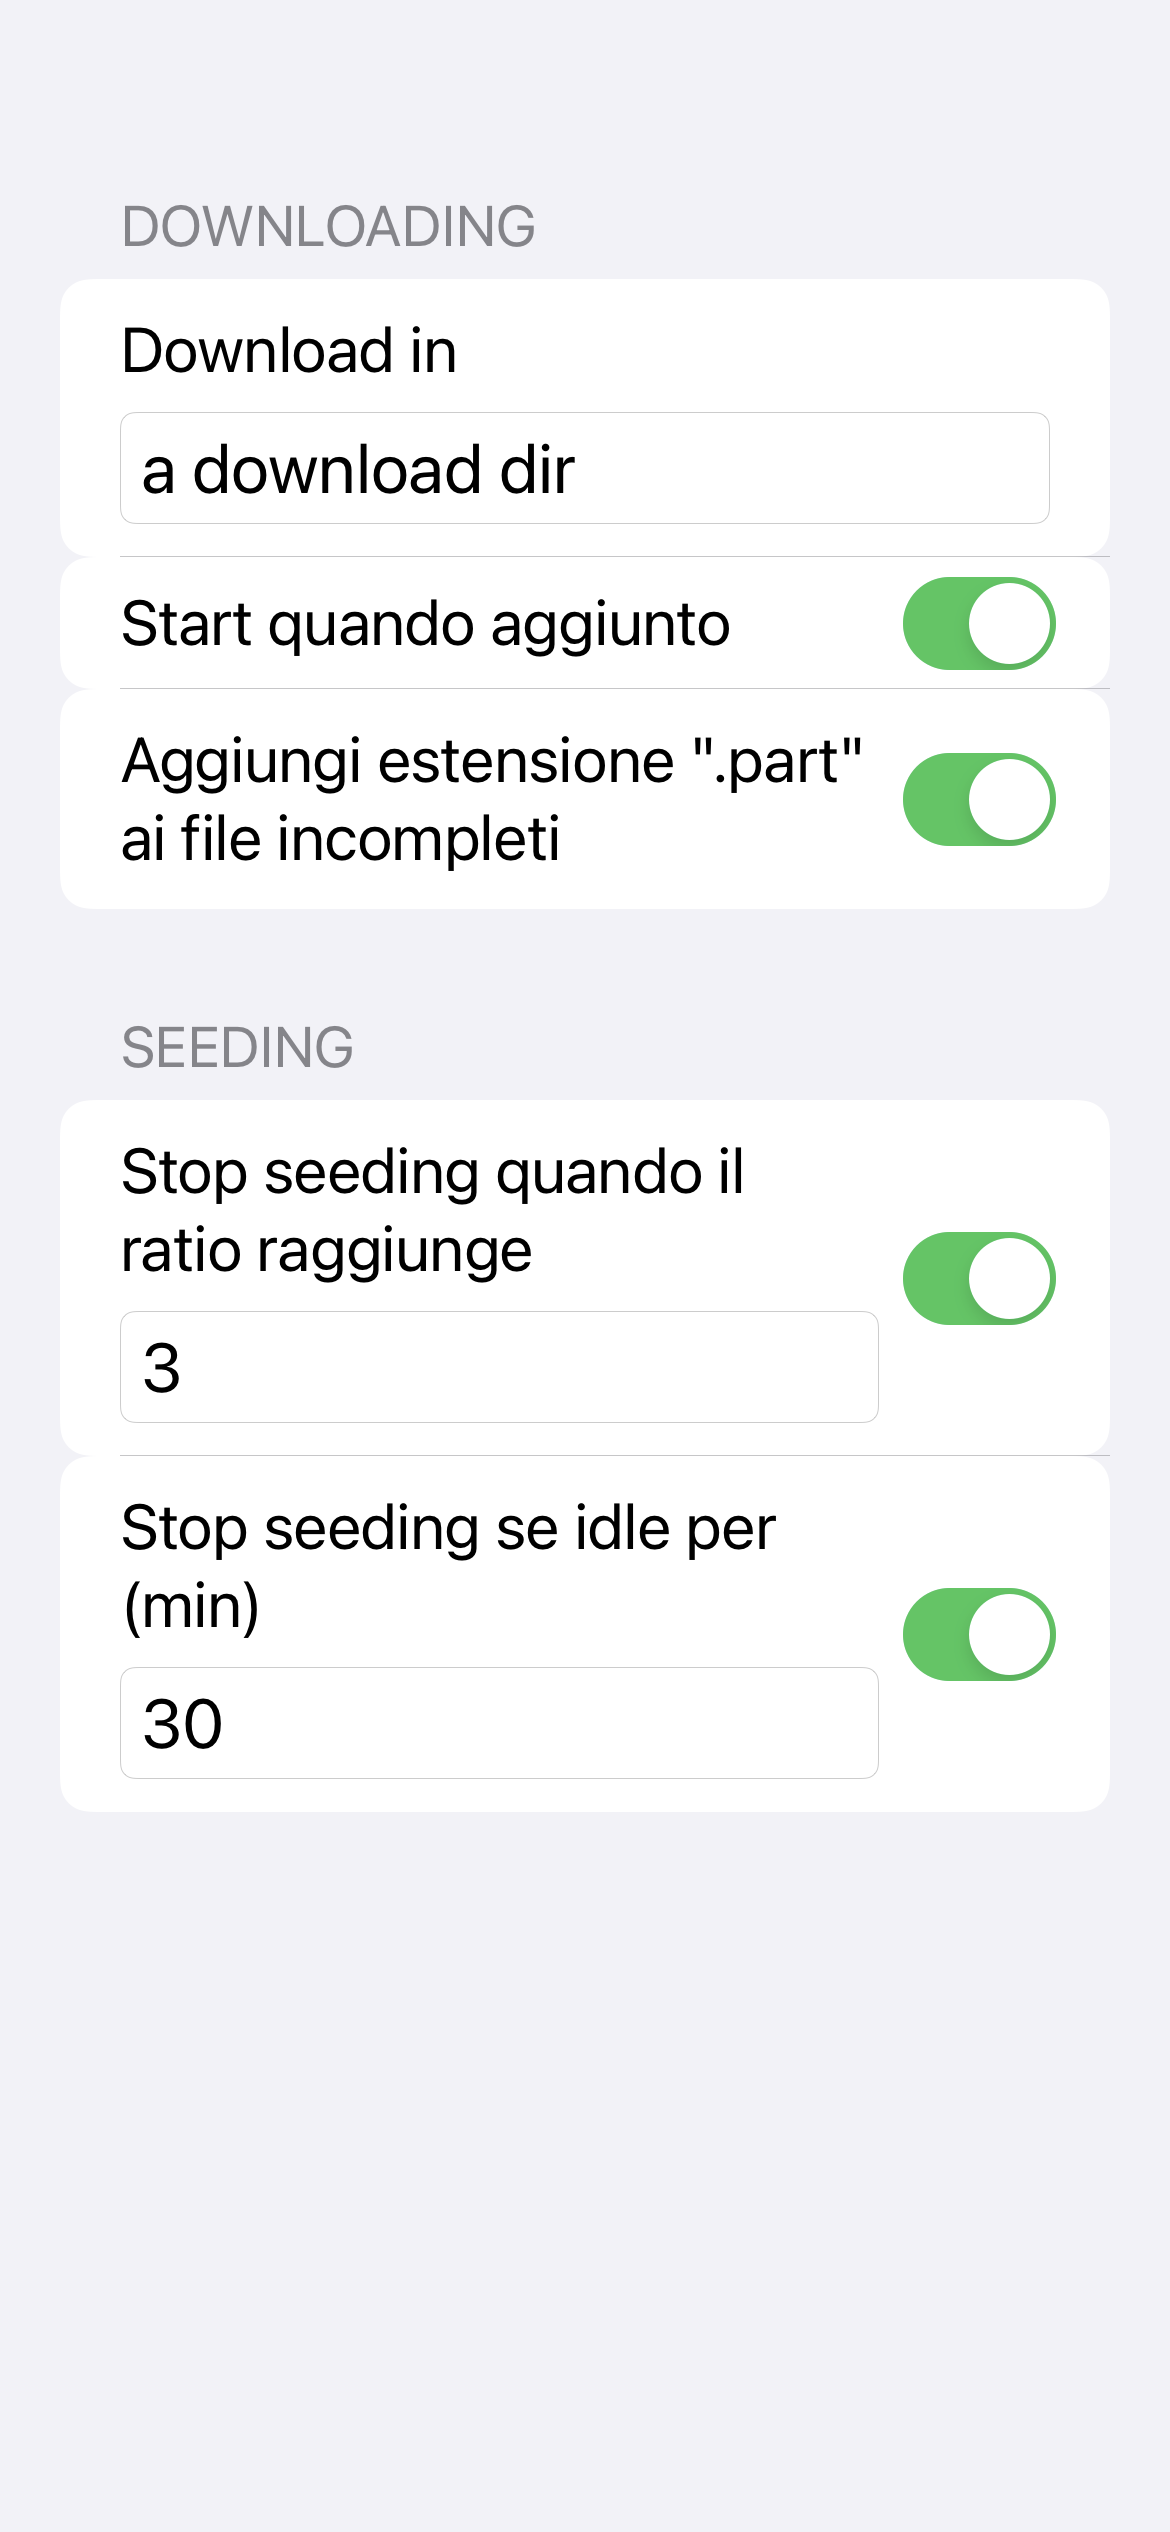 DOWNLOADING
Download in
a download dir
Start quando aggiunto
Aggiungi estensione ".part"
ai file incompleti
SEEDING
Stop seeding quando il
ratio raggiunge
3
Stop seeding se idle per
(min)
30